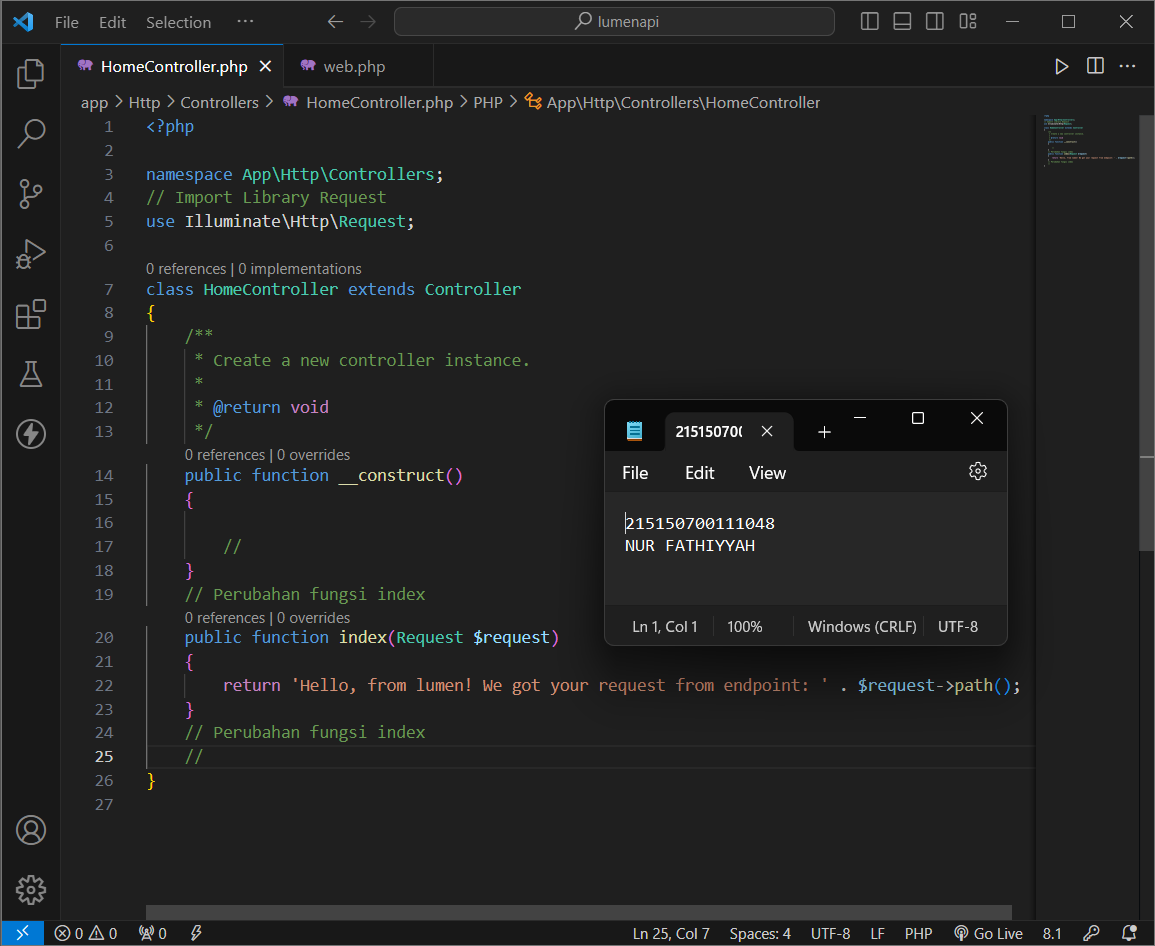 File Edit Selection ··· lumenapi
HomeController.php web.php
app > Http > Controllers > HomeController.php > PHP > App\Http\Controllers\HomeController
1 <?php
2
3 namespace App\Http\Controllers;
4 // Import Library Request
5 use Illuminate\Http\Request;
6
0 references | 0 implementations
7 class HomeController extends Controller
8 {
9 /**
10 * Create a new controller instance.
11 *
12 * @return void
13 */
0 references | 0 overrides
14 public function __construct()
15 {
16
17 //
18 }
19 // Perubahan fungsi index
0 references | 0 overrides
20 public function index(Request $request)
21 {
22 return 'Hello, from lumen! We got your request from endpoint: ' . $request->path();
23 }
24 // Perubahan fungsi index
25 //
26 }
27
21515070
File Edit View
215150700111048
NUR FATHIYYAH
Ln 1, Col 1 100% Windows (CRLF) UTF-8
0 0 0 Ln 25, Col 7 Spaces: 4 UTF-8 LF PHP Go Live 8.1